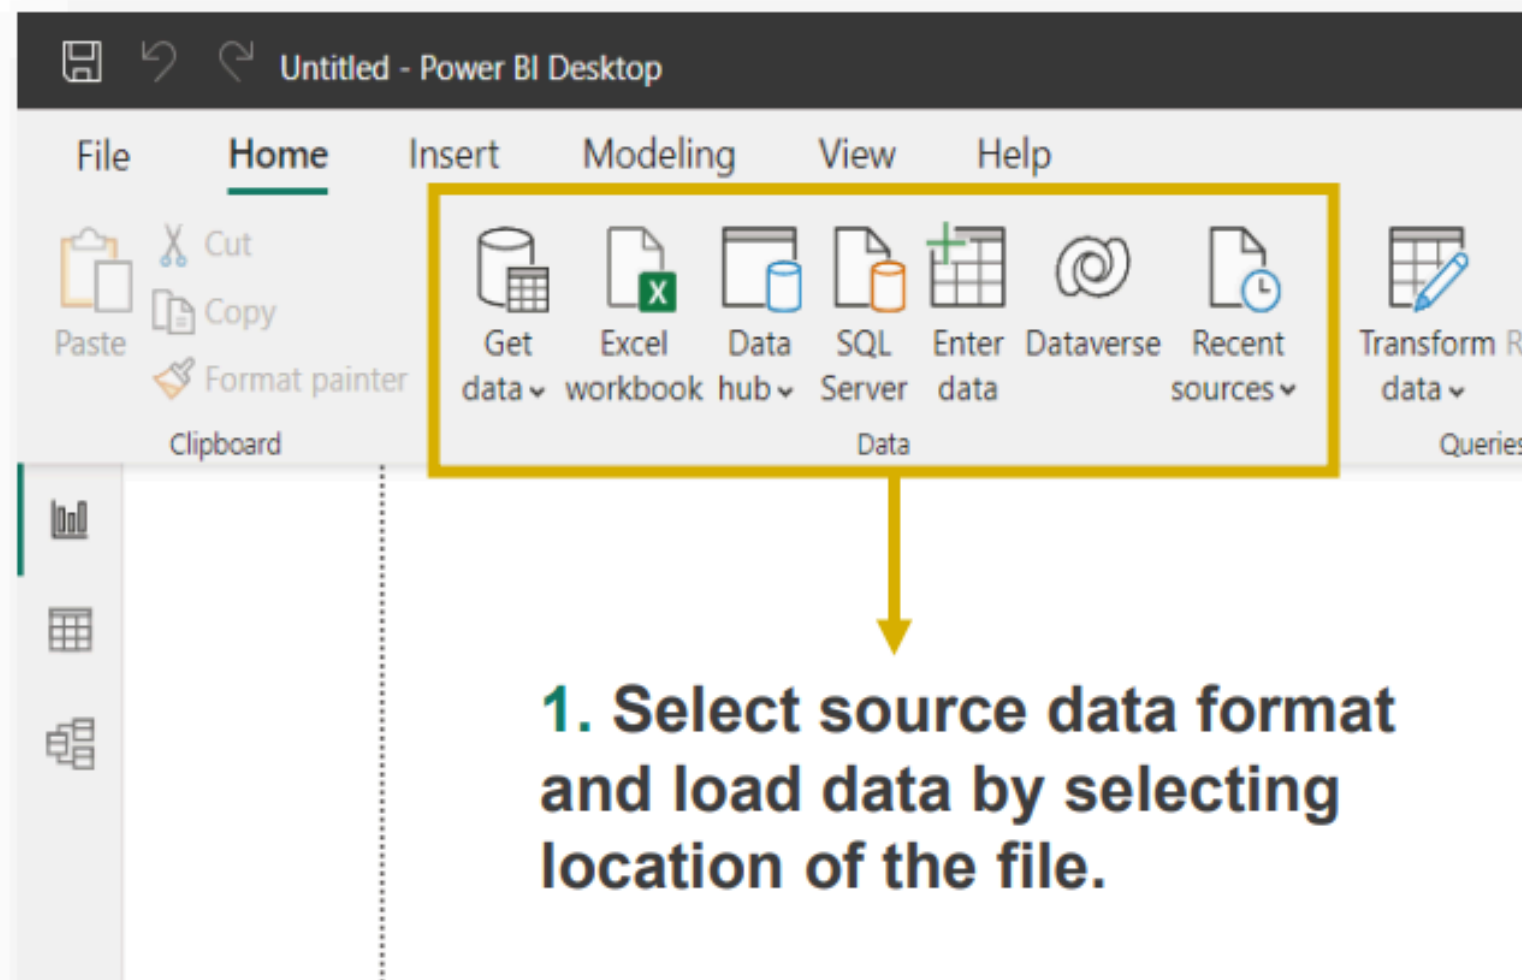 Untitled - Power BI Desktop
File Home Insert Modeling View Help
Cut
Copy
Paste
Format painter
Clipboard
Get data
Excel workbook
Data hub
SQL Server
Enter data
Dataverse
Recent sources
Data
Transform data
Queries
1. Select source data format
and load data by selecting
location of the file.